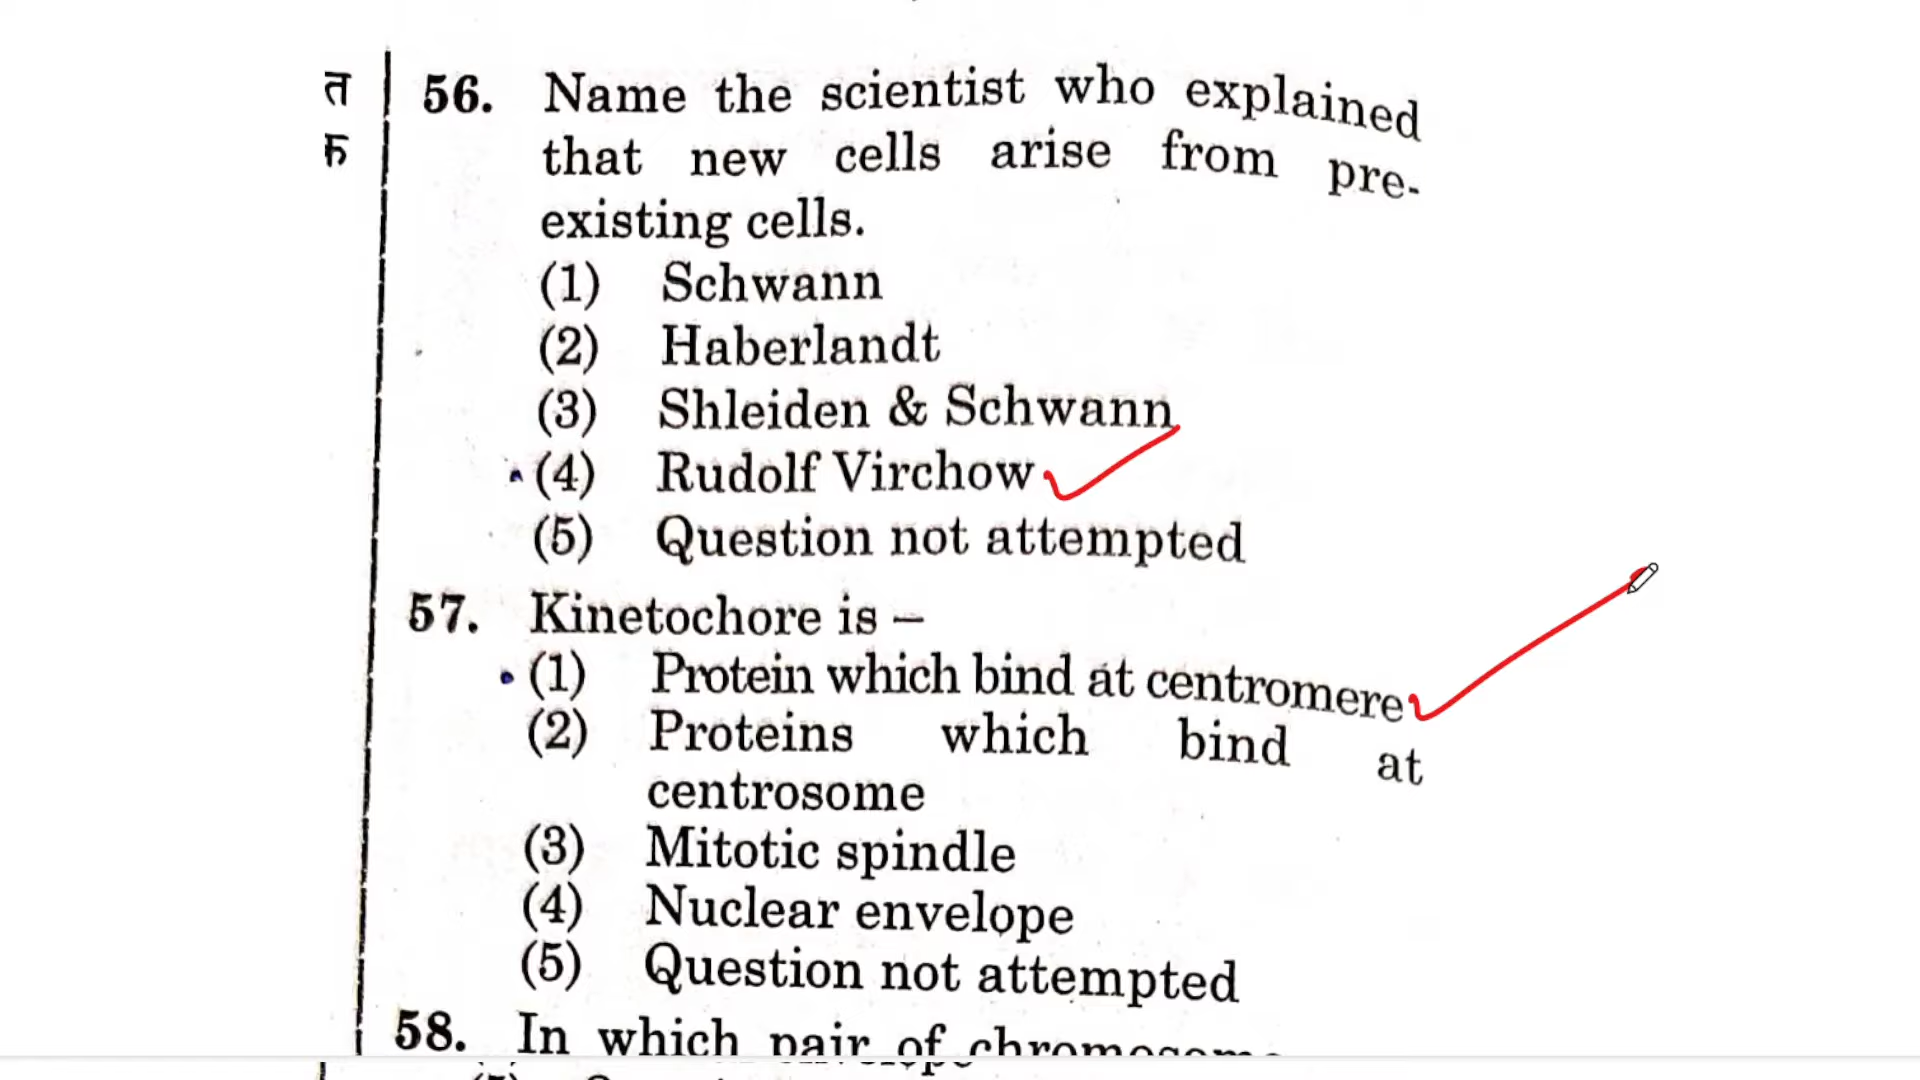 त
56. Name the scientist who explained
that new cells arise from pre-
existing cells.
(1) Schwann
(2) Haberlandt
(3) Shleiden & Schwann
(4) Rudolf Virchow
(5) Question not attempted
57. Kinetochore is –
(1) Protein which bind at centromere
(2) Proteins which bind at
centrosome
(3) Mitotic spindle
(4) Nuclear envelope
(5) Question not attempted
58. In which pair of chromosome